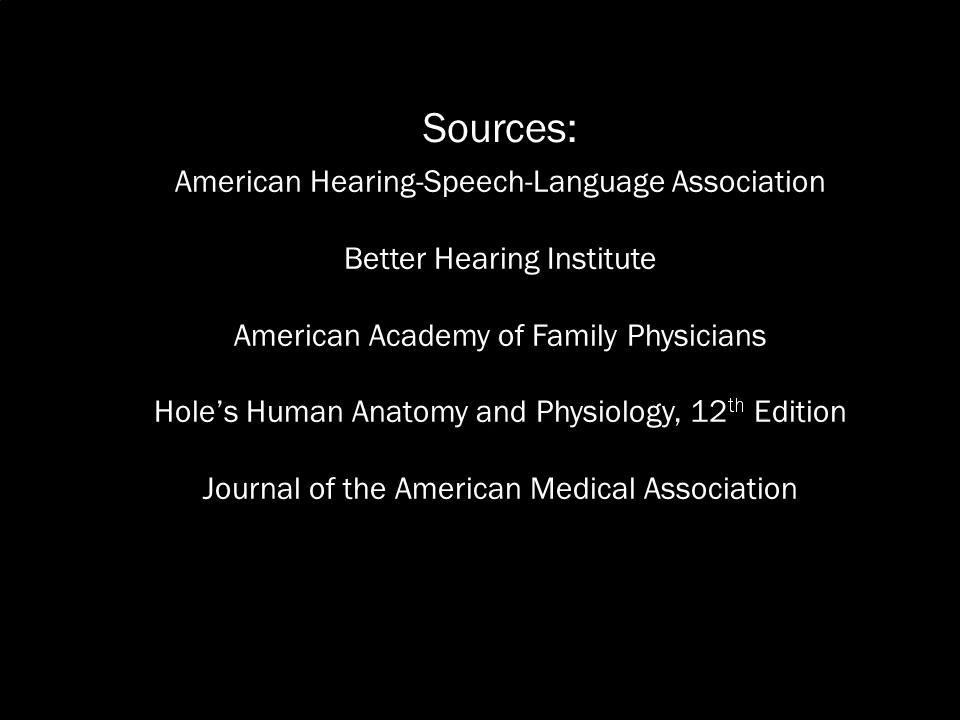 Sources:
American Hearing-Speech-Language Association
Better Hearing Institute
American Academy of Family Physicians
Hole’s Human Anatomy and Physiology, 12th Edition
Journal of the American Medical Association